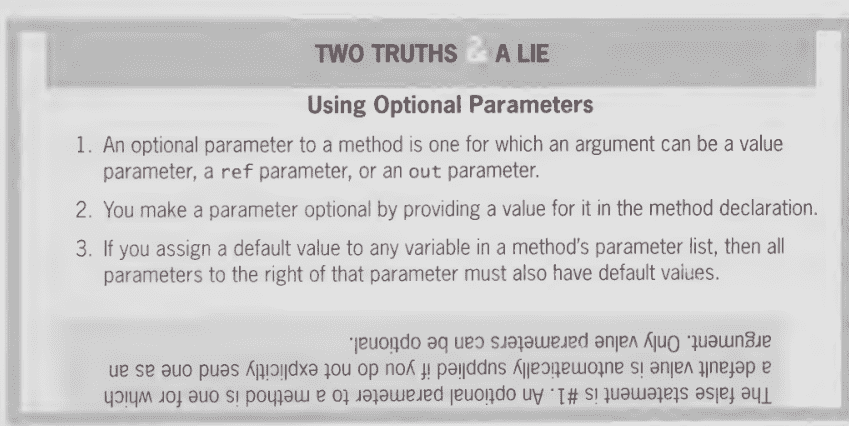 TWO TRUTHS & A LIE
Using Optional Parameters
1. An optional parameter to a method is one for which an argument can be a value
parameter, a ref parameter, or an out parameter.
2. You make a parameter optional by providing a value for it in the method declaration.
3. If you assign a default value to any variable in a method's parameter list, then all
parameters to the right of that parameter must also have default values.
The false statement is #1. An optional parameter to a method is one for which
a default value is automatically supplied if you do not explicitly send one as an
argument. Only value parameters can be optional.